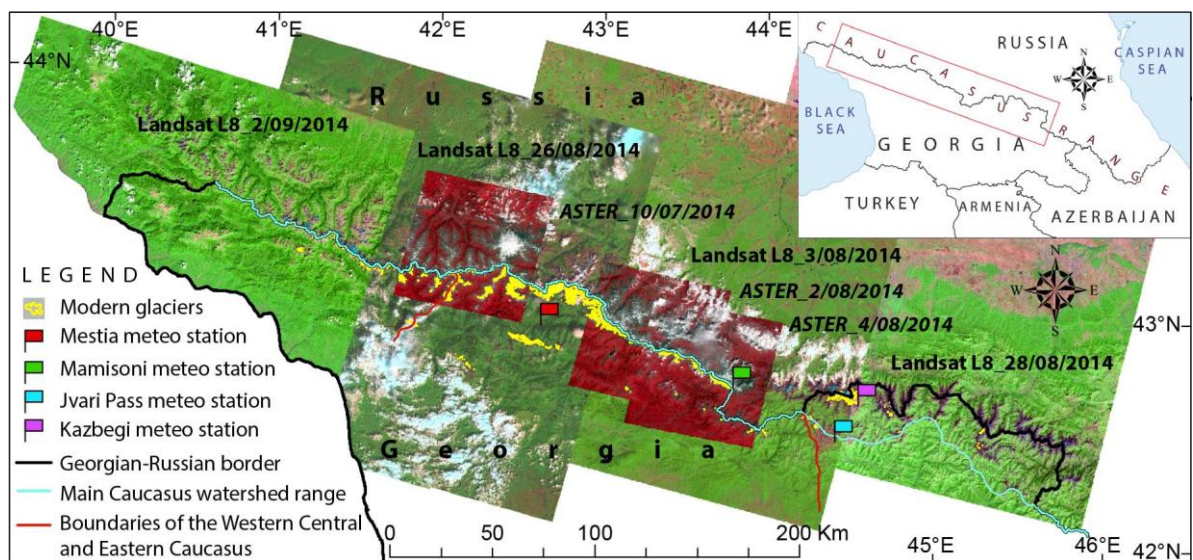 40°E
41°E
42°E
43°E
44°E
44°N
R u s s i a
Landsat L8_2/09/2014
Landsat L8_26/08/2014
ASTER_10/07/2014
Landsat L8_3/08/2014
ASTER_2/08/2014
ASTER_4/08/2014
Landsat L8_28/08/2014
43°N
G e o r g i a
CAUCASUS RANGE
RUSSIA
CASPIAN
SEA
BLACK
SEA
GEORGIA
TURKEY
ARMENIA
AZERBAIJAN
N
W
E
S
N
W
E
S
LEGEND
Modern glaciers
Mestia meteo station
Mamisoni meteo station
Jvari Pass meteo station
Kazbegi meteo station
Georgian-Russian border
Main Caucasus watershed range
Boundaries of the Western Central
and Eastern Caucasus
0 50 100 200 Km
45°E
46°E
42°N